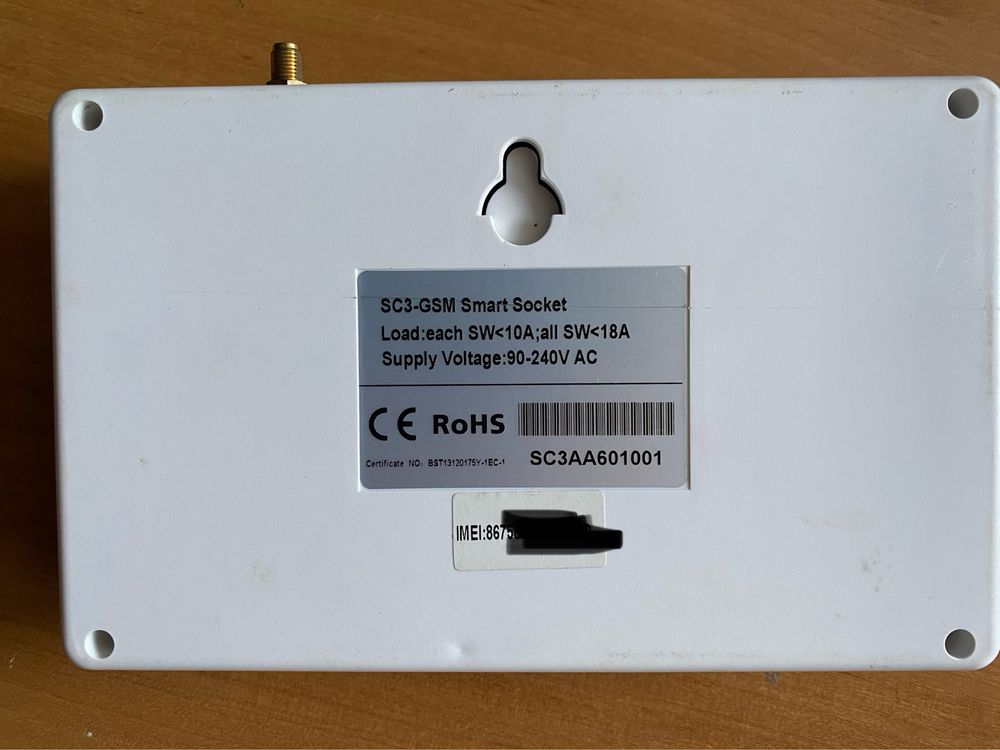 SC3-GSM Smart Socket
Load:each SW<10A;all SW<18A
Supply Voltage:90-240V AC
CE RoHS
Certificate NO: BST13120175Y-1EC-1
SC3AA601001
IMEI:8675